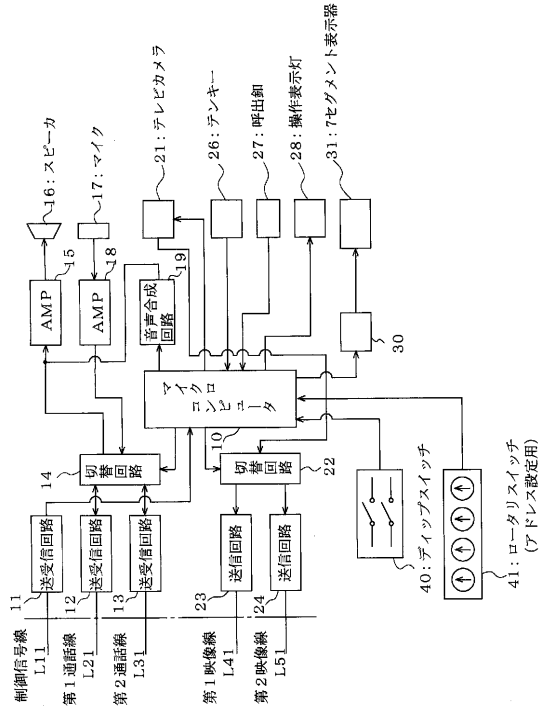 制御信号線
L11
第1通話線
L21
第2通話線
L31
第1映像線
L41
第2映像線
L51
11
送受信回路
12
送受信回路
13
送受信回路
23
送信回路
24
送信回路
14
切替回路
切替回路
22
10
マイクロ
コンピュータ
AMP
15
AMP
18
音声合成
回路
19
16:スピーカ
17:マイク
21:テレビカメラ
26:テンキー
27:呼出釦
28:操作表示灯
31:7セグメント表示器
30
40:ディップスイッチ
41:ロータリスイッチ
(アドレス設定用)